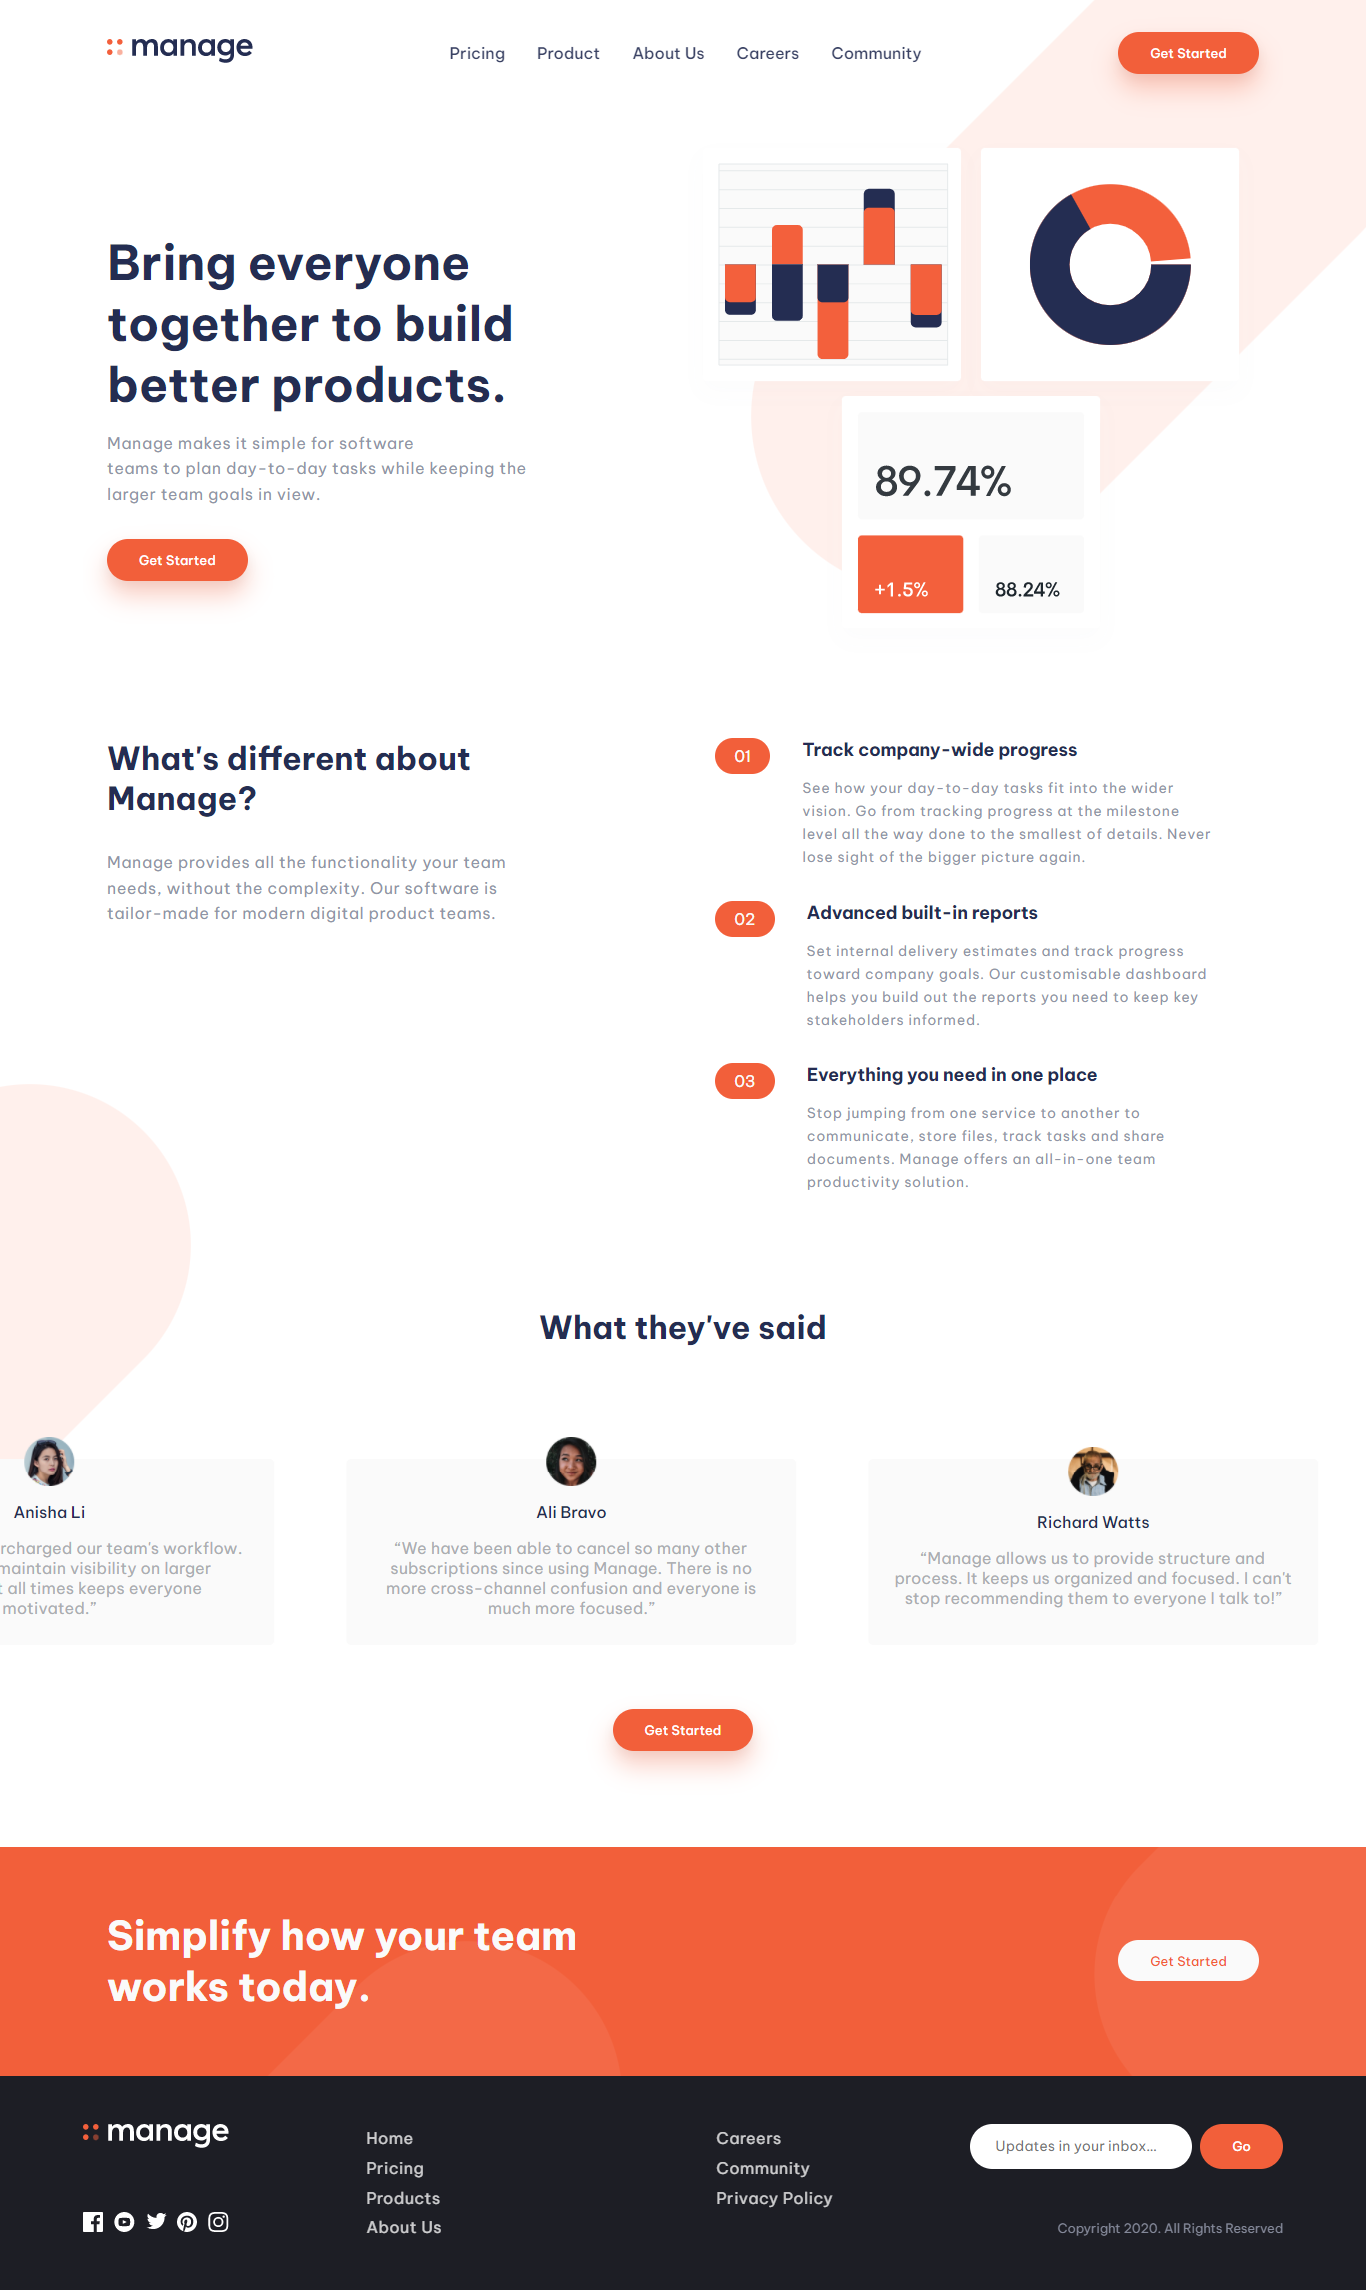 manage
Pricing
Product
About Us
Careers
Community
Get Started
Bring everyone
together to build
better products.
Manage makes it simple for software
teams to plan day-to-day tasks while keeping the
larger team goals in view.
Get Started
89.74%
+1.5%
88.24%
What's different about
Manage?
Manage provides all the functionality your team
needs, without the complexity. Our software is
tailor-made for modern digital product teams.
01
Track company-wide progress
See how your day-to-day tasks fit into the wider
vision. Go from tracking progress at the milestone
level all the way done to the smallest of details. Never
lose sight of the bigger picture again.
02
Advanced built-in reports
Set internal delivery estimates and track progress
toward company goals. Our customisable dashboard
helps you build out the reports you need to keep key
stakeholders informed.
03
Everything you need in one place
Stop jumping from one service to another to
communicate, store files, track tasks and share
documents. Manage offers an all-in-one team
productivity solution.
What they've said
Anisha Li
rcharged our team's workflow.
maintain visibility on larger
all times keeps everyone
motivated.”
Ali Bravo
“We have been able to cancel so many other
subscriptions since using Manage. There is no
more cross-channel confusion and everyone is
much more focused.”
Richard Watts
“Manage allows us to provide structure and
process. It keeps us organized and focused. I can't
stop recommending them to everyone I talk to!”
Get Started
Simplify how your team
works today.
Get Started
manage
Home
Pricing
Products
About Us
Careers
Community
Privacy Policy
Updates in your inbox...
Go
Copyright 2020. All Rights Reserved